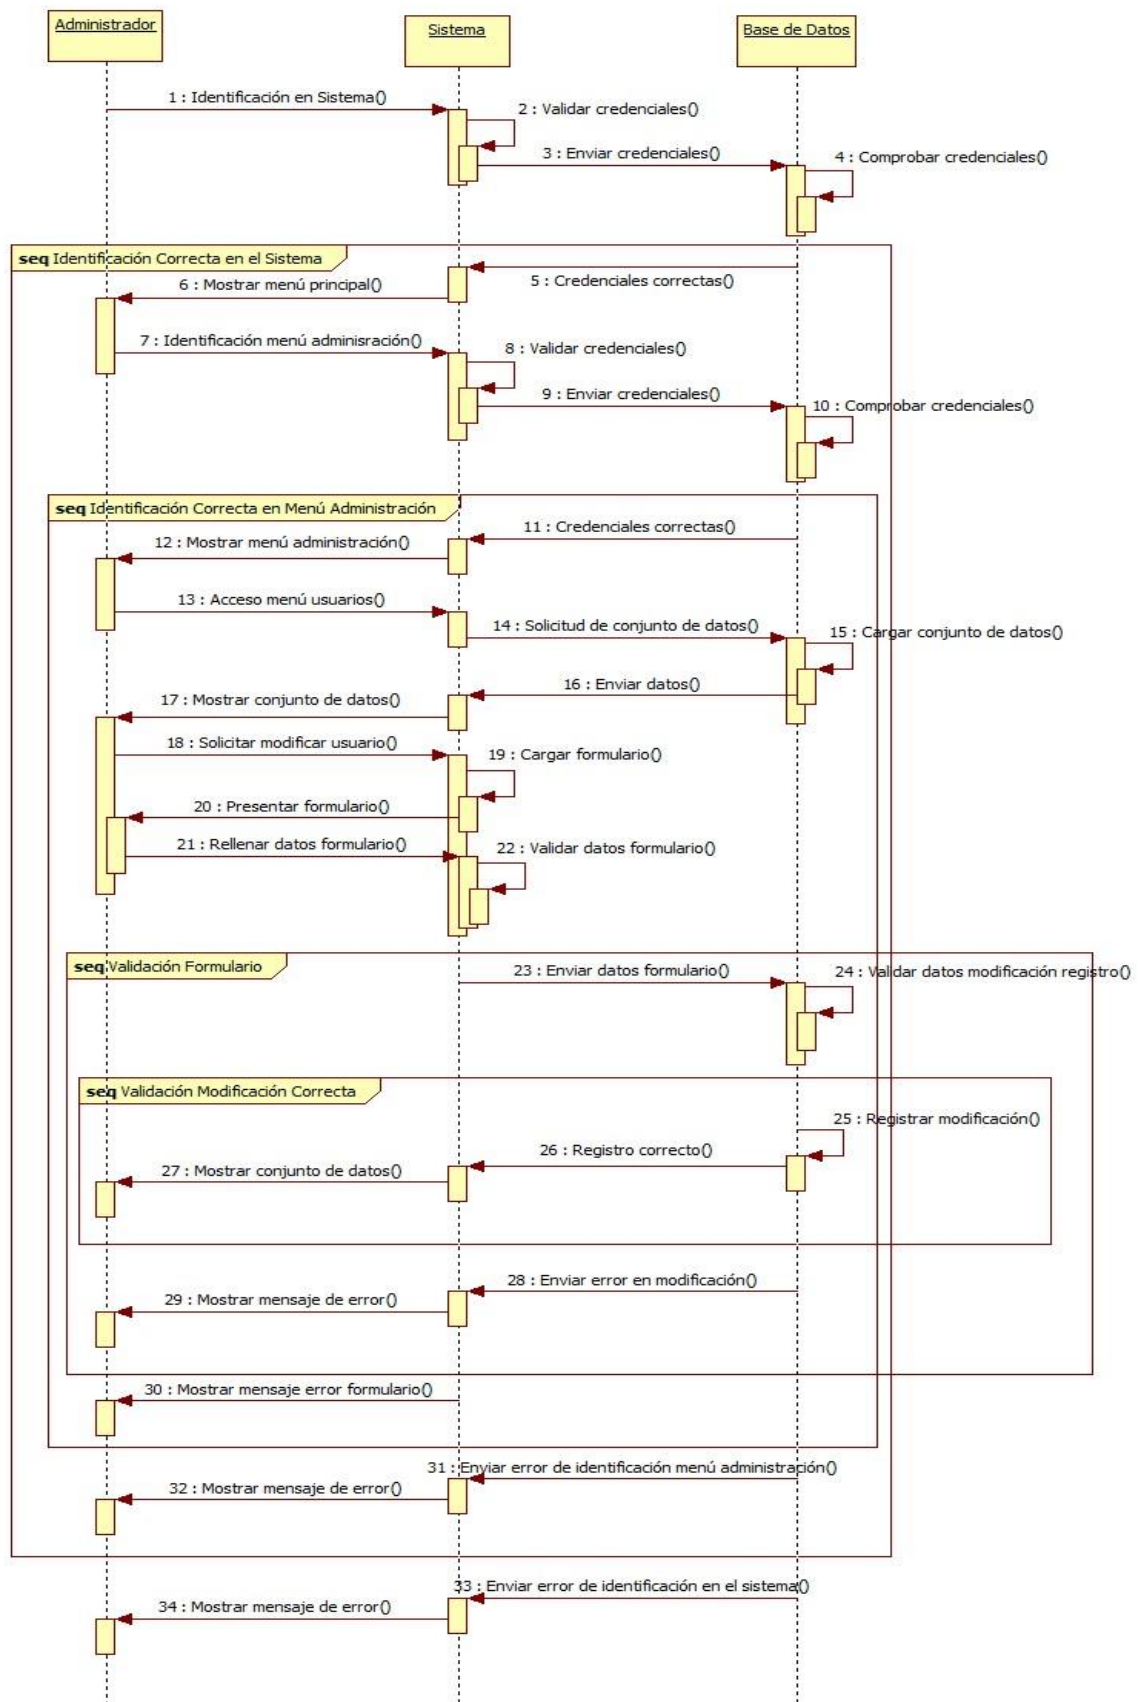 Administrador
Sistema
Base de Datos
1 : Identificación en Sistema()
2 : Validar credenciales()
3 : Enviar credenciales()
4 : Comprobar credenciales()
seq Identificación Correcta en el Sistema
5 : Credenciales correctas()
6 : Mostrar menú principal()
7 : Identificación menú adminisración()
8 : Validar credenciales()
9 : Enviar credenciales()
10 : Comprobar credenciales()
seq Identificación Correcta en Menú Administración
11 : Credenciales correctas()
12 : Mostrar menú administración()
13 : Acceso menú usuarios()
14 : Solicitud de conjunto de datos()
15 : Cargar conjunto de datos()
16 : Enviar datos()
17 : Mostrar conjunto de datos()
18 : Solicitar modificar usuario()
19 : Cargar formulario()
20 : Presentar formulario()
21 : Rellenar datos formulario()
22 : Validar datos formulario()
seq Validación Formulario
23 : Enviar datos formulario()
24 : Validar datos modificación registro()
seq Validación Modificación Correcta
25 : Registrar modificación()
26 : Registro correcto()
27 : Mostrar conjunto de datos()
28 : Enviar error en modificación()
29 : Mostrar mensaje de error()
30 : Mostrar mensaje error formulario()
31 : Enviar error de identificación menú administración()
32 : Mostrar mensaje de error()
33 : Enviar error de identificación en el sistema()
34 : Mostrar mensaje de error()